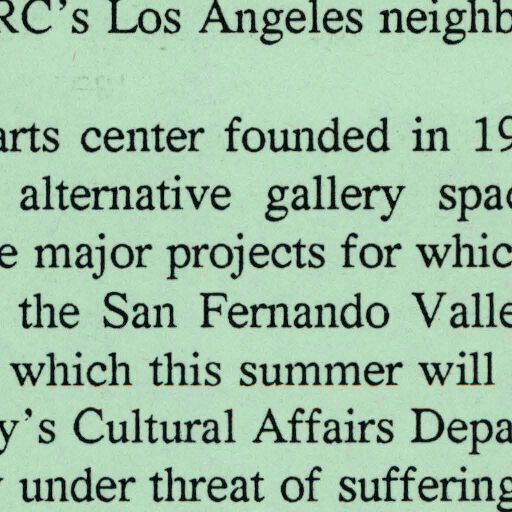 RC's Los Angeles neighb
arts center founded in 19
alternative gallery spac
e major projects for whic
the San Fernando Valle
which this summer will
y's Cultural Affairs Depa
under threat of suffering